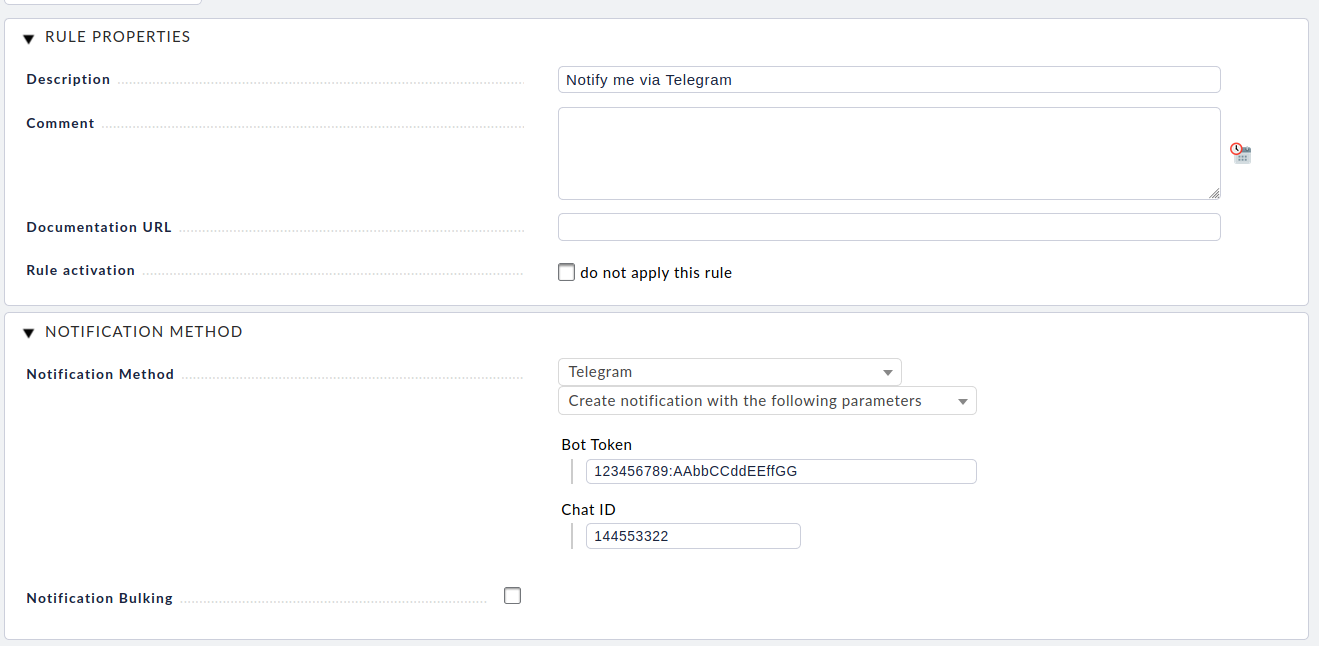 RULE PROPERTIES
Description
Notify me via Telegram
Comment
Documentation URL
Rule activation
do not apply this rule
NOTIFICATION METHOD
Notification Method
Telegram
Create notification with the following parameters
Bot Token
123456789:AAbbCCddEEffGG
Chat ID
144553322
Notification Bulking